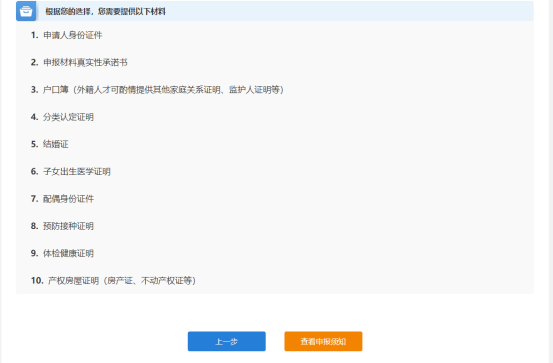 根据您的选择，您需要提供以下材料
1. 申请人身份证件
2. 申报材料真实性承诺书
3. 户口簿（外籍人才可酌情提供其他家庭关系证明、监护人证明等）
4. 分类认定证明
5. 结婚证
6. 子女出生医学证明
7. 配偶身份证件
8. 预防接种证明
9. 体检健康证明
10. 产权房屋证明（房产证、不动产权证等）
上一步
查看申报须知